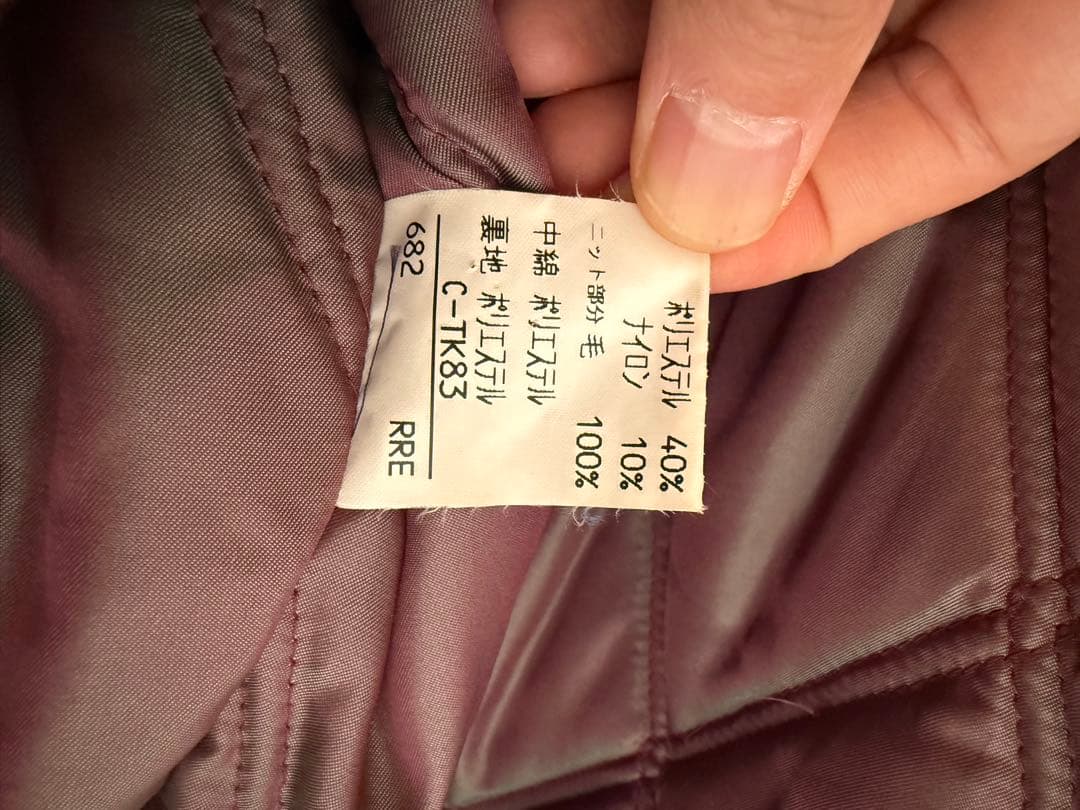 ポリエステル 40%
ナイロン 10%
ニット部分 毛 100%
中綿 ポリエステル
裏地 ポリエステル
C-TK83
682 RRE